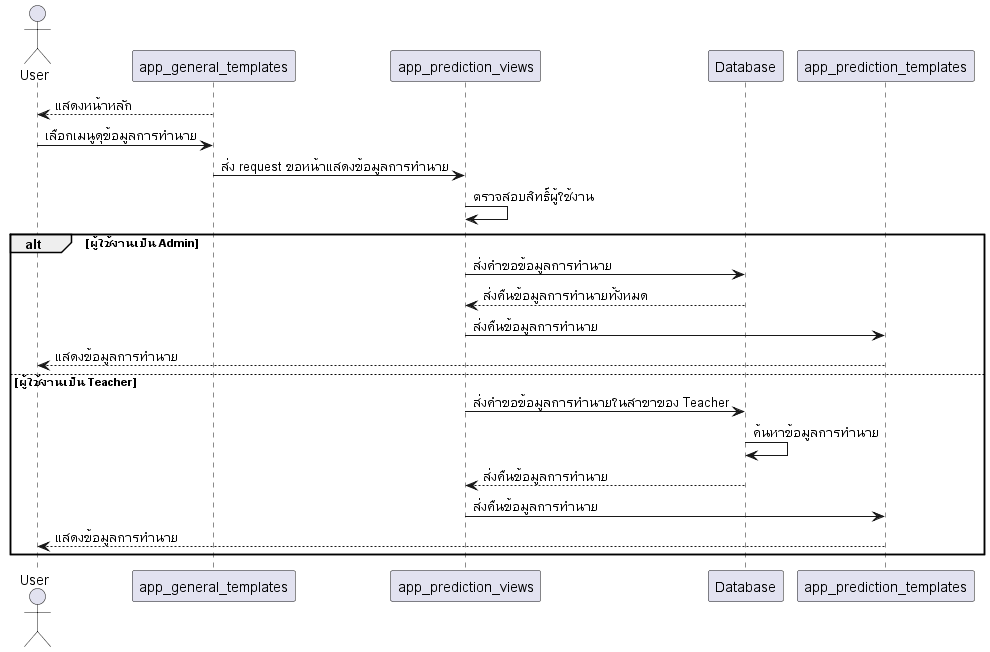 User
app_general_templates
app_prediction_views
Database
app_prediction_templates
แสดงหน้าหลัก
เลือกเมนูดูข้อมูลการทำนาย
สั่ง request ขอหน้าแสดงข้อมูลการทำนาย
ตรวจสอบสิทธิ์ผู้ใช้งาน
alt
[ผู้ใช้งานเป็น Admin]
ส่งคำขอข้อมูลการทำนาย
ส่งคืนข้อมูลการทำนายทั้งหมด
ส่งคืนข้อมูลการทำนาย
แสดงข้อมูลการทำนาย
[ผู้ใช้งานเป็น Teacher]
ส่งคำขอข้อมูลการทำนายในสาขาของ Teacher
ค้นหาข้อมูลการทำนาย
ส่งคืนข้อมูลการทำนาย
ส่งคืนข้อมูลการทำนาย
แสดงข้อมูลการทำนาย
User
app_general_templates
app_prediction_views
Database
app_prediction_templates